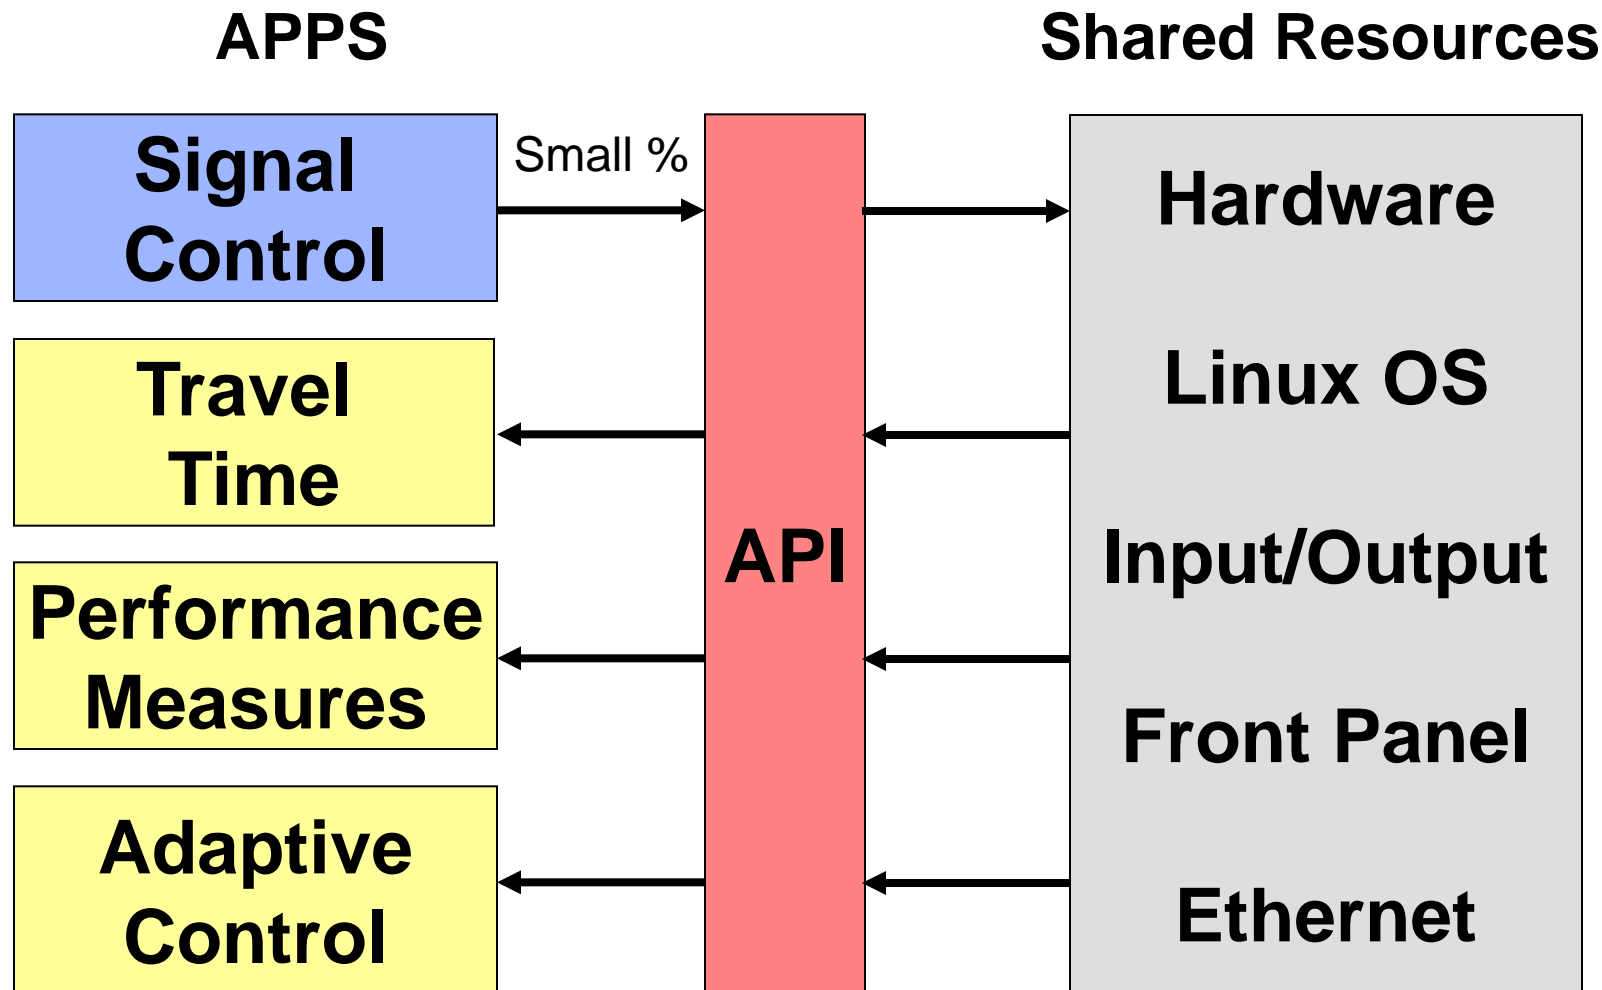 APPS
Shared Resources
Signal
Control
Small %
Travel
Time
Performance
Measures
Adaptive
Control
API
Hardware
Linux OS
Input/Output
Front Panel
Ethernet